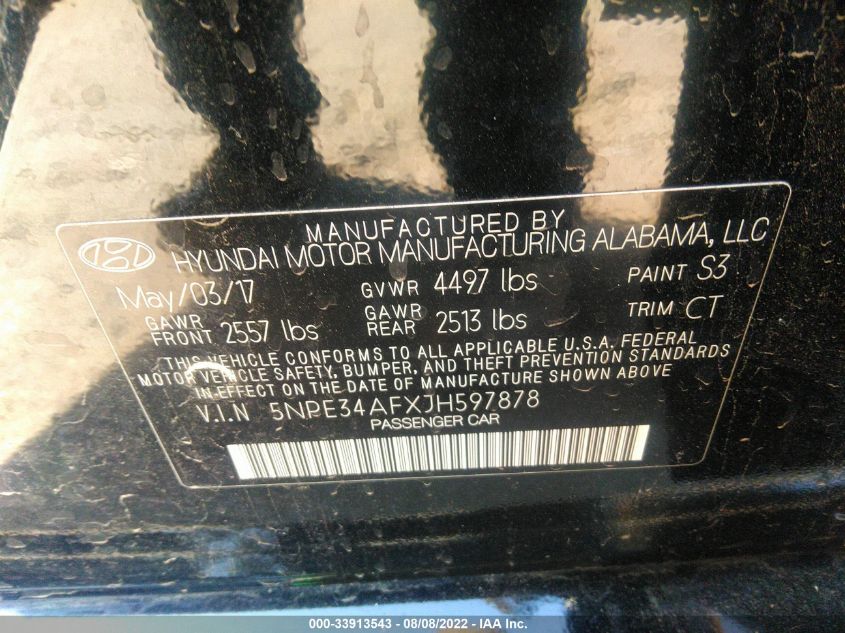 MANUFACTURED BY
HYUNDAI MOTOR MANUFACTURING ALABAMA, LLC
May/03/17 GVWR 4497 lbs PAINT S3
GAWR FRONT 2557 lbs GAWR REAR 2513 lbs TRIM CT
THIS VEHICLE CONFORMS TO ALL APPLICABLE U.S.A. FEDERAL
MOTOR VEHICLE SAFETY, BUMPER, AND THEFT PREVENTION STANDARDS
IN EFFECT ON THE DATE OF MANUFACTURE SHOWN ABOVE
V.I.N 5NPE34AFXJH597878
PASSENGER CAR
000-33913543 - 08/08/2022 - IAA Inc.